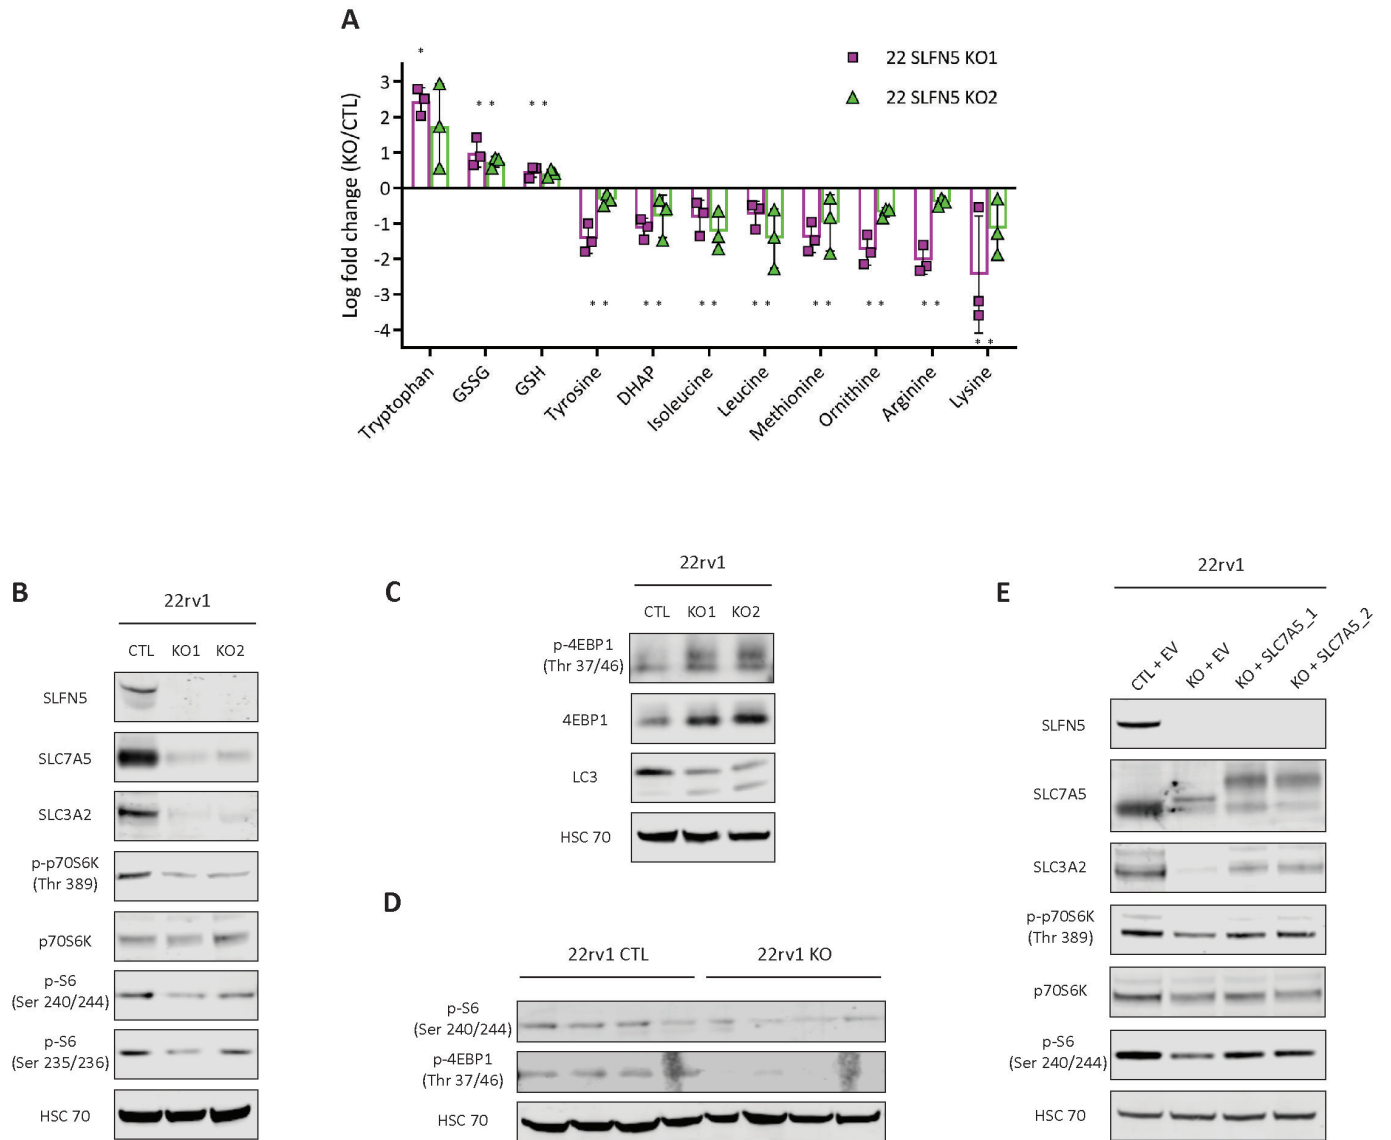 A
22 SLFN5 KO1
22 SLFN5 KO2
Log fold change (KO/CTL)
3
2
1
0
-1
-2
-3
-4
*
* *
* *
* *
* *
* *
* *
* *
* *
* *
* *
Tryptophan
GSSG
GSH
Tyrosine
DHAP
Isoleucine
Leucine
Methionine
Ornithine
Arginine
Lysine
B
22rv1
CTL KO1 KO2
SLFN5
SLC7A5
SLC3A2
p-p70S6K
(Thr 389)
p70S6K
p-S6
(Ser 240/244)
p-S6
(Ser 235/236)
HSC 70
C
22rv1
CTL KO1 KO2
p-4EBP1
(Thr 37/46)
4EBP1
LC3
HSC 70
D
22rv1 CTL 22rv1 KO
p-S6
(Ser 240/244)
p-4EBP1
(Thr 37/46)
HSC 70
E
22rv1
CTL + EV
KO + EV
KO + SLC7A5_1
KO + SLC7A5_2
SLFN5
SLC7A5
SLC3A2
p-p70S6K
(Thr 389)
p70S6K
p-S6
(Ser 240/244)
HSC 70